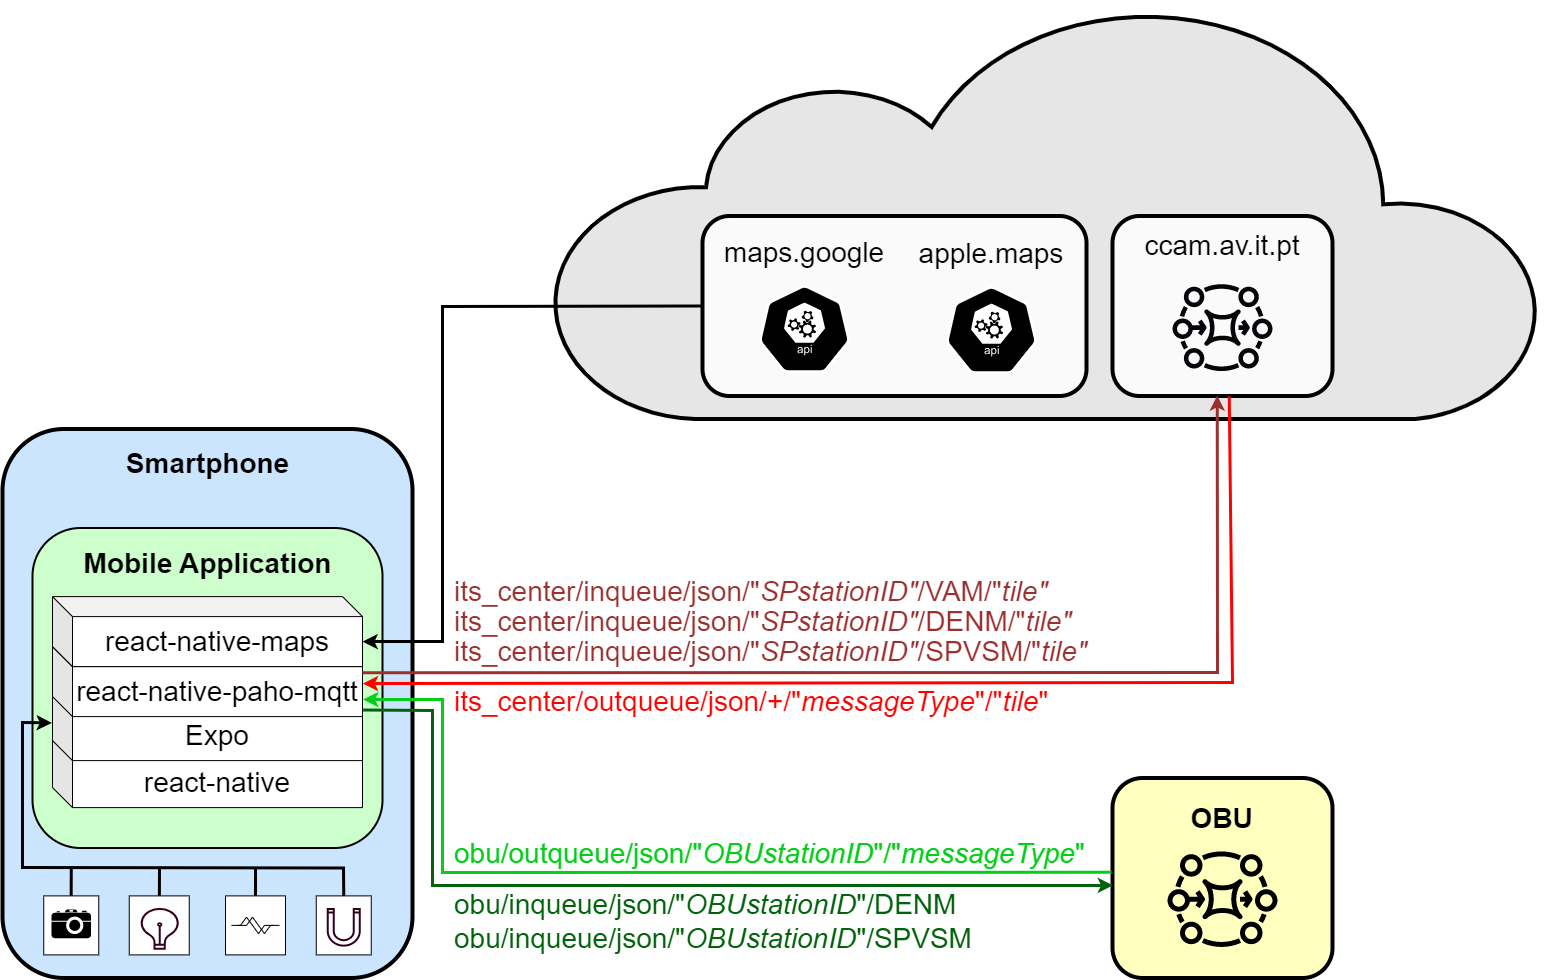 maps.google
apple.maps
ccam.av.it.pt
api
api
Smartphone
Mobile Application
react-native-maps
react-native-paho-mqtt
Expo
react-native
its_center/inqueue/json/"SPstationID"/VAM/"tile"
its_center/inqueue/json/"SPstationID"/DENM/"tile"
its_center/inqueue/json/"SPstationID"/SPVSM/"tile"
its_center/outqueue/json/+/"messageType"/"tile"
OBU
obu/outqueue/json/"OBUstationID"/"messageType"
obu/inqueue/json/"OBUstationID"/DENM
obu/inqueue/json/"OBUstationID"/SPVSM